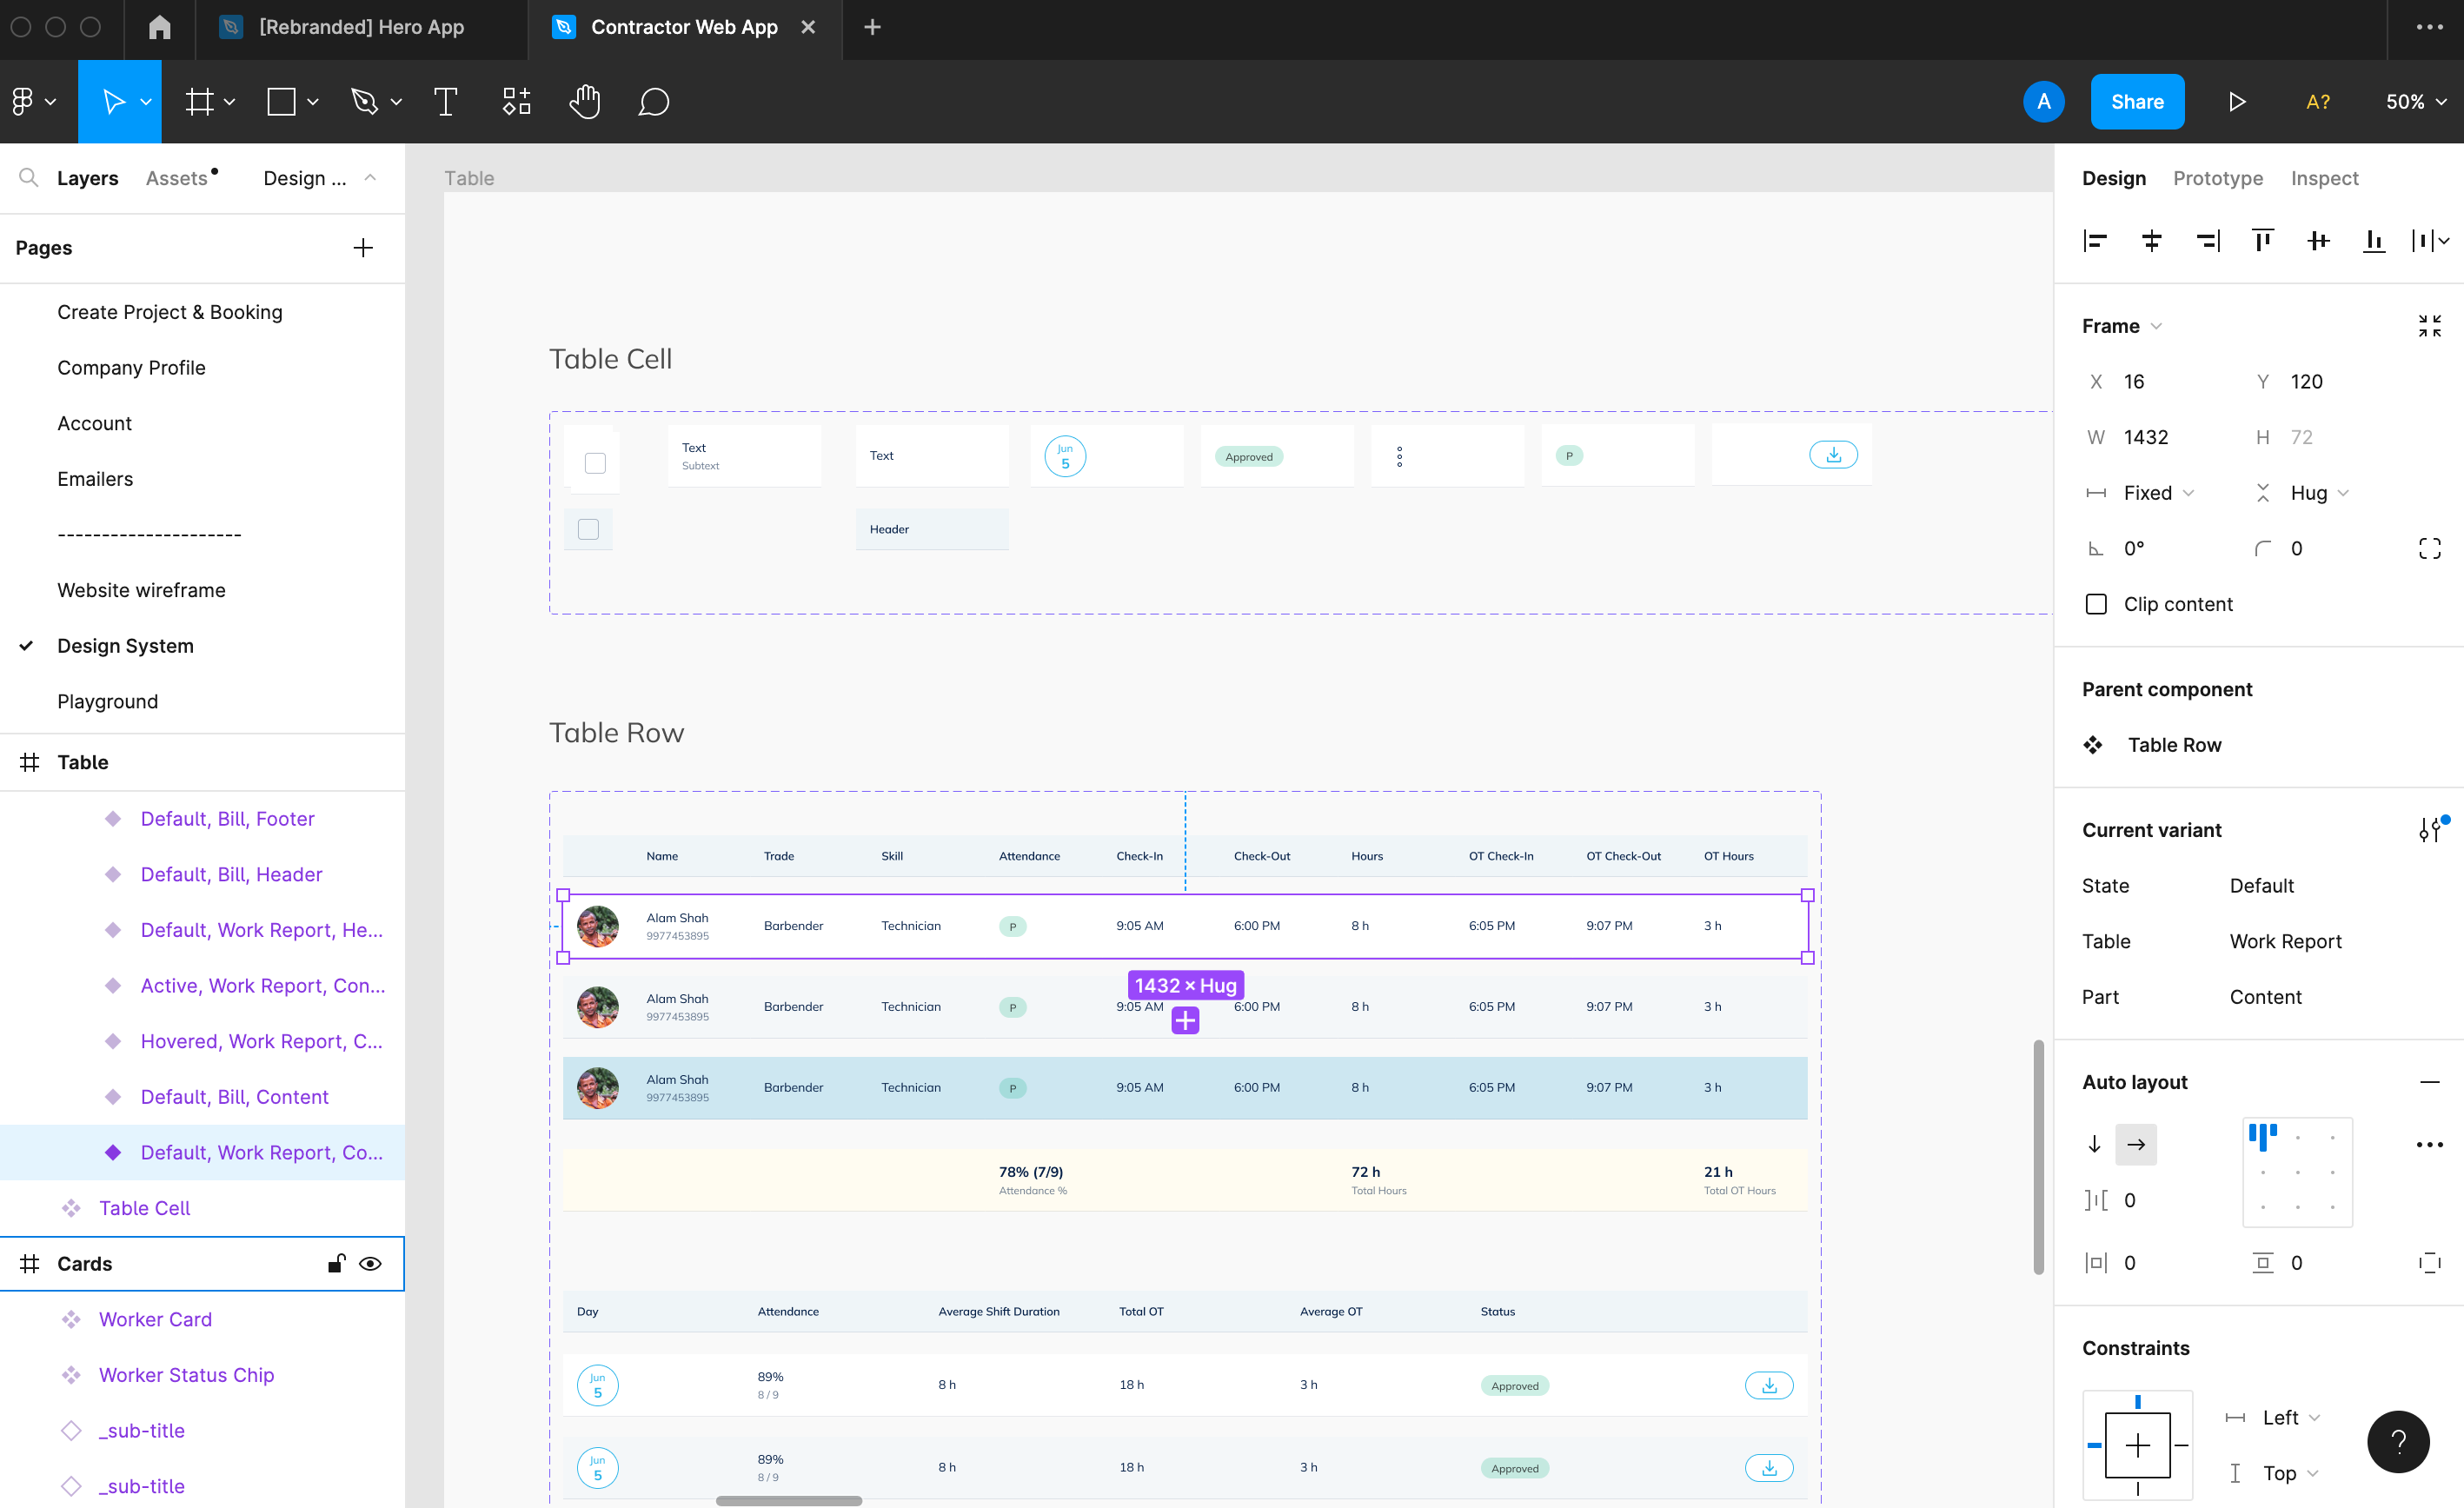 [Rebranded] Hero App
Contractor Web App
A
Share
A?
50%
Layers Assets Design ...
Pages
Create Project & Booking
Company Profile
Account
Emailers
---------------------
Website wireframe
Design System
Playground
Table
Default, Bill, Footer
Default, Bill, Header
Default, Work Report, He...
Active, Work Report, Con...
Hovered, Work Report, C...
Default, Bill, Content
Default, Work Report, Co...
Table Cell
Cards
Worker Card
Worker Status Chip
_sub-title
_sub-title
Table
Table Cell
Text
Subtext
Text
Jun
5
Approved
P
Header
Table Row
Name Trade Skill Attendance Check-In Check-Out Hours OT Check-In OT Check-Out OT Hours
Alam Shah
9977453895
Barbender Technician P 9:05 AM 6:00 PM 8 h 6:05 PM 9:07 PM 3 h
1432 × Hug
Alam Shah
9977453895
Barbender Technician P 9:05 AM 6:00 PM 8 h 6:05 PM 9:07 PM 3 h
Alam Shah
9977453895
Barbender Technician P 9:05 AM 6:00 PM 8 h 6:05 PM 9:07 PM 3 h
78% (7/9) 72 h 21 h
Attendance % Total Hours Total OT Hours
Day Attendance Average Shift Duration Total OT Average OT Status
Jun
5
89%
8 / 9
8 h 18 h 3 h Approved
Jun
5
89%
8 / 9
8 h 18 h 3 h Approved
Design Prototype Inspect
Frame
X 16 Y 120
W 1432 H 72
Fixed Hug
0° 0
Clip content
Parent component
Table Row
Current variant
State Default
Table Work Report
Part Content
Auto layout
0
0 0
Constraints
Left
Top
?